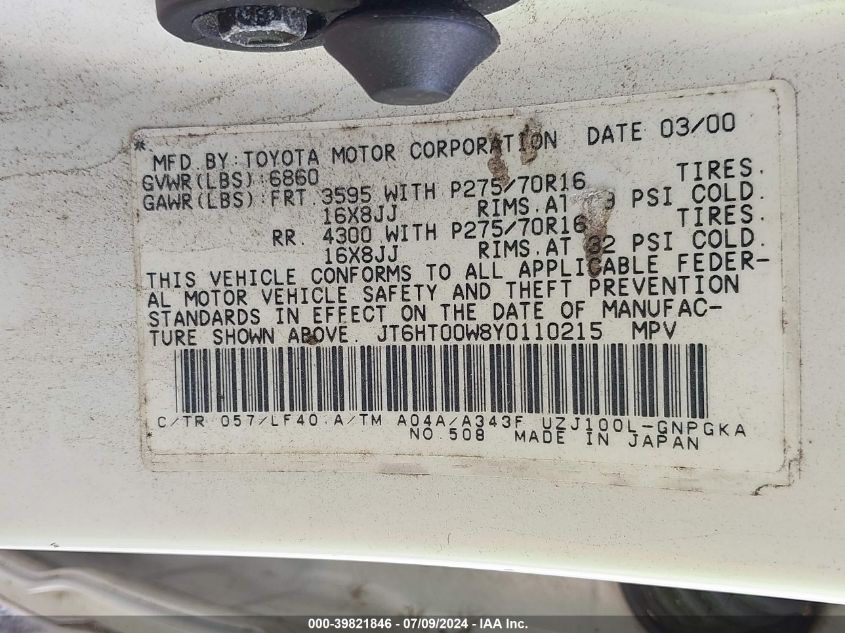 MFD. BY: TOYOTA MOTOR CORPORATION DATE 03/00
GVWR(LBS):6860
GAWR(LBS):FRT. 3595 WITH P275/70R16 TIRES.
16X8JJ RIMS. AT PSI COLD.
RR. 4300 WITH P275/70R16 TIRES.
16X8JJ RIMS. AT 32 PSI COLD.
THIS VEHICLE CONFORMS TO ALL APPLICABLE FEDER-
AL MOTOR VEHICLE SAFETY AND THEFT PREVENTION
STANDARDS IN EFFECT ON THE DATE OF MANUFAC-
TURE SHOWN ABOVE. JT6HT00W8Y0110215 MPV
C/TR 057/LF40 A/TM A04A/A343F UZJ100L-GNPGKA
NO.508 MADE IN JAPAN
000-39821846 | 07/09/2024 | © IAA Inc.